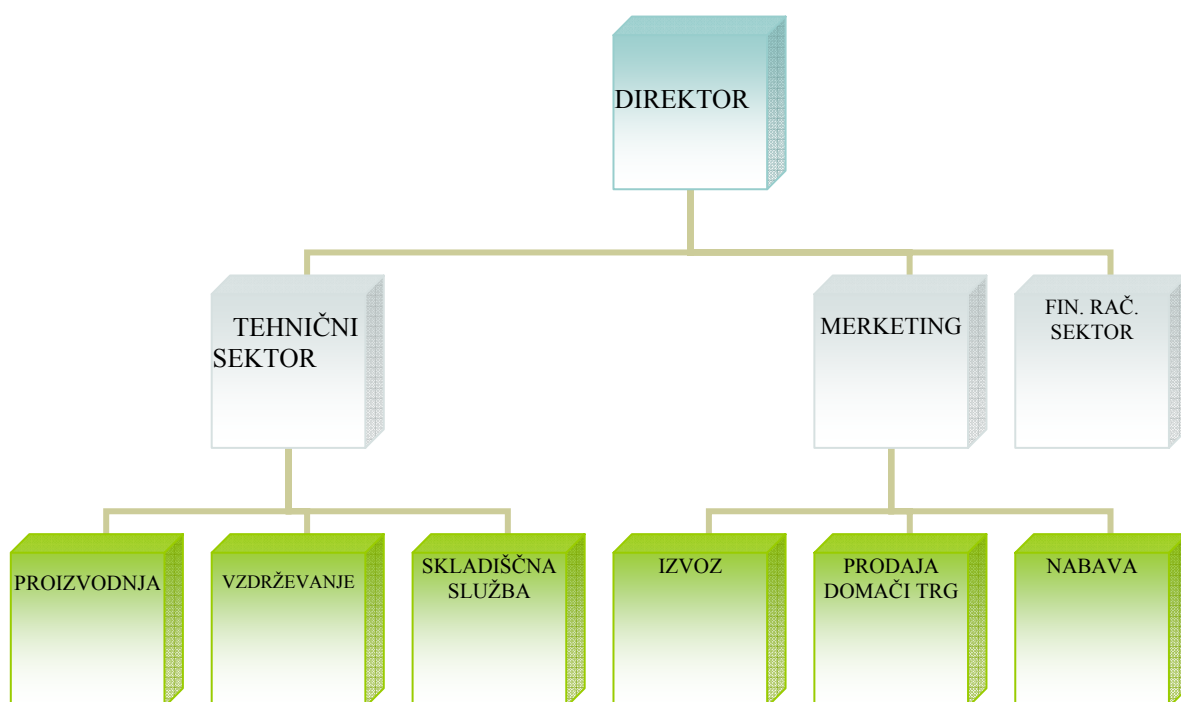 DIREKTOR
TEHNIČNI
SEKTOR
MERKETING
FIN. RAČ.
SEKTOR
PROIZVODNJA
VZDRŽEVANJE
SKLADIŠČNA
SLUŽBA
IZVOZ
PRODAJA
DOMAČI TRG
NABAVA